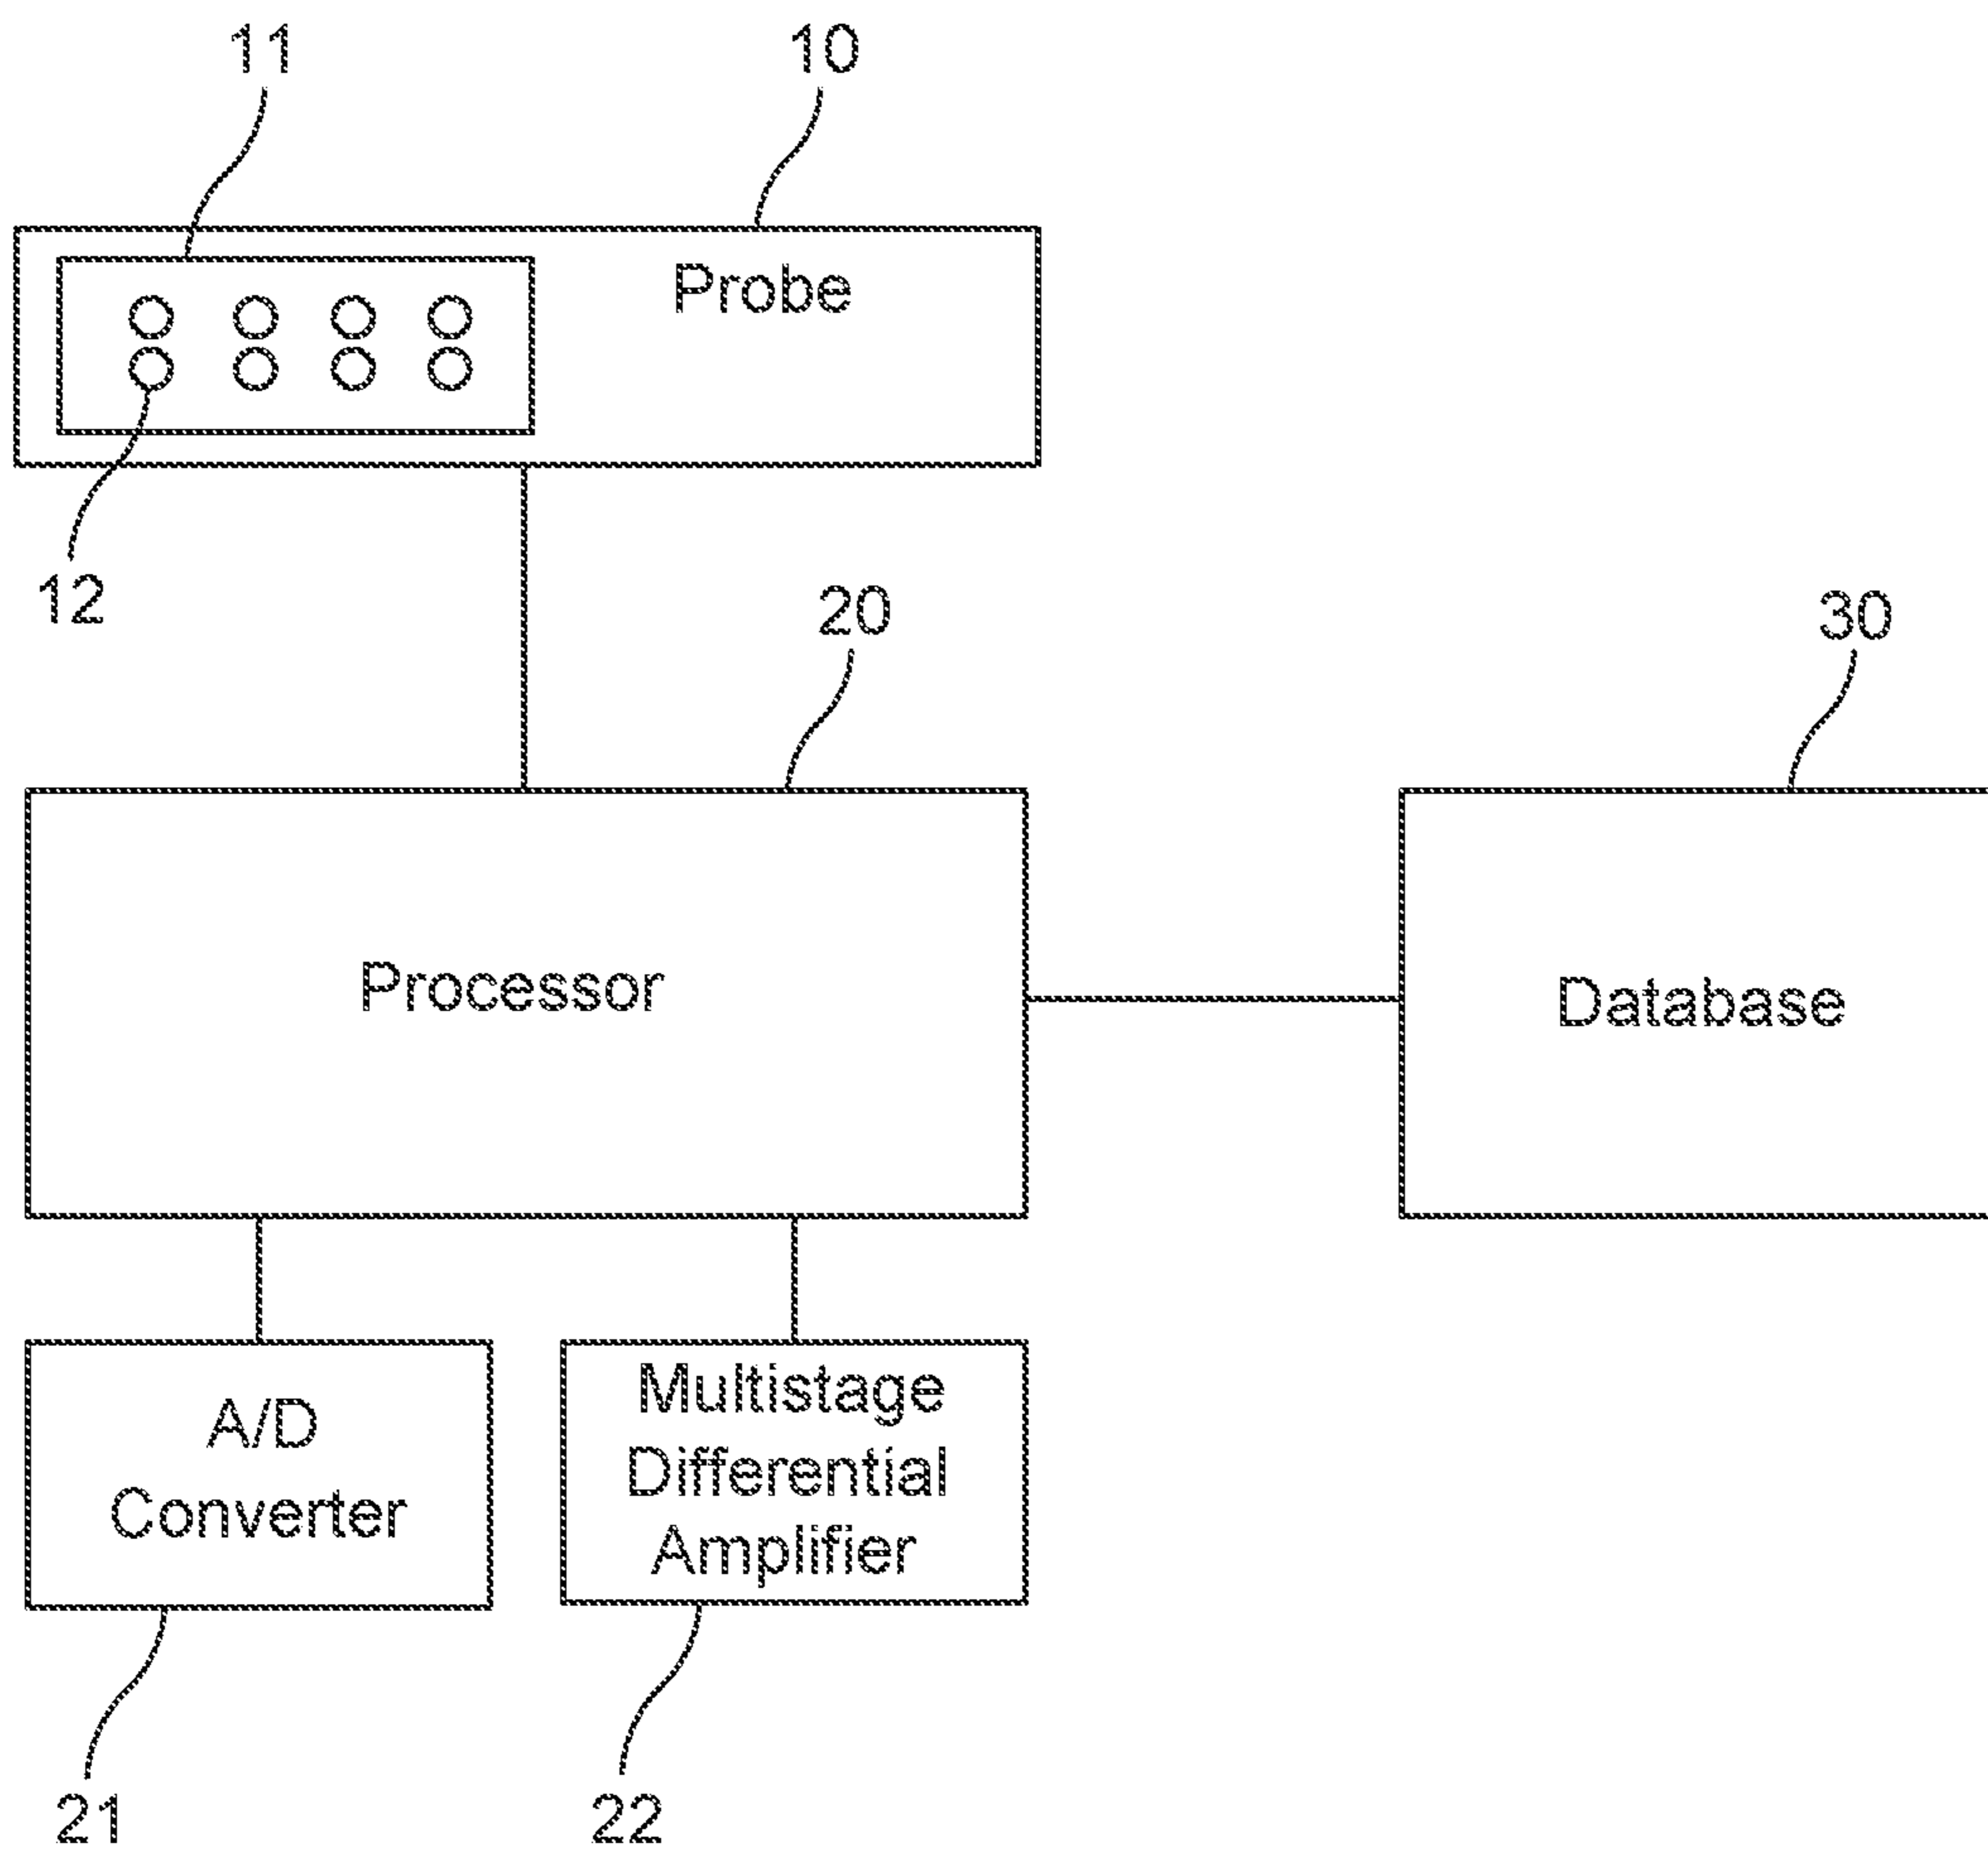 11
10
Probe
12
20
30
Processor
Database
A/D
Converter
Multistage
Differential
Amplifier
21
22